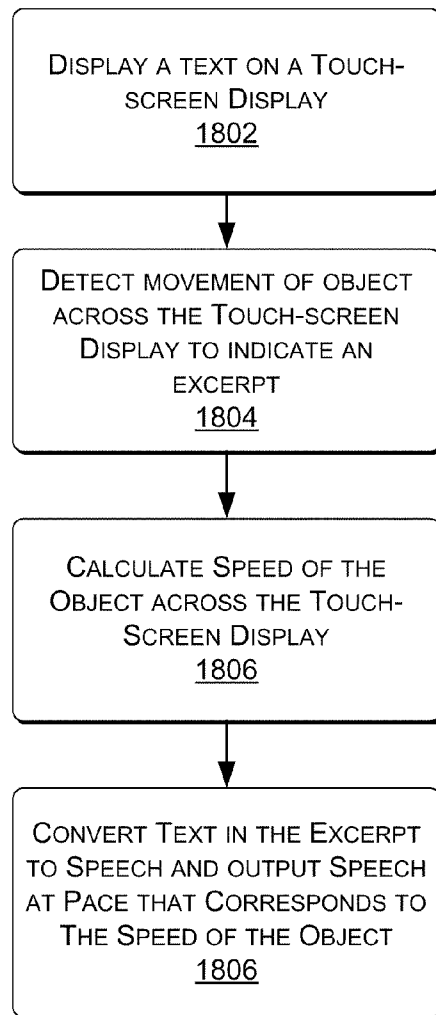 DISPLAY A TEXT ON A TOUCH-
SCREEN DISPLAY
1802
DETECT MOVEMENT OF OBJECT
ACROSS THE TOUCH-SCREEN
DISPLAY TO INDICATE AN
EXCERPT
1804
CALCULATE SPEED OF THE
OBJECT ACROSS THE TOUCH-
SCREEN DISPLAY
1806
CONVERT TEXT IN THE EXCERPT
TO SPEECH AND OUTPUT SPEECH
AT PACE THAT CORRESPONDS TO
THE SPEED OF THE OBJECT
1806